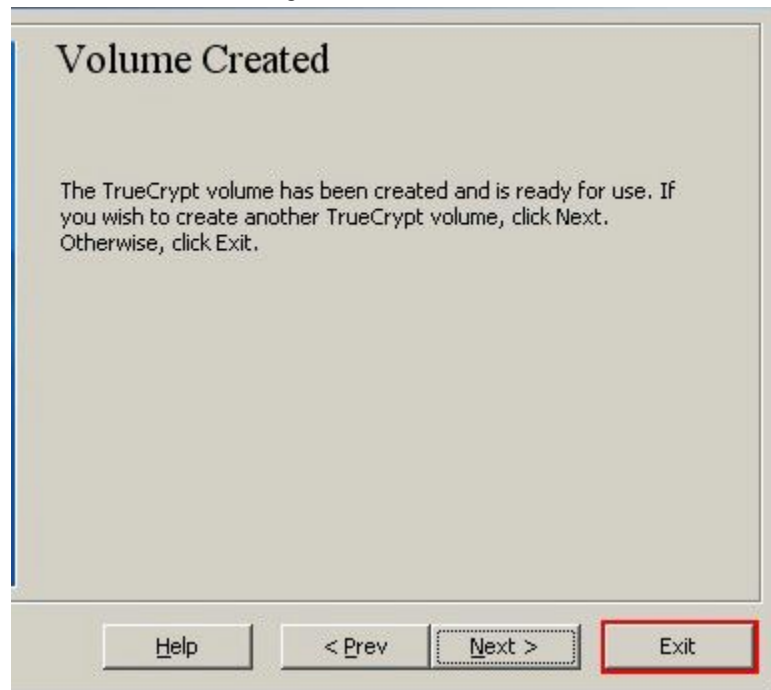 Volume Created
The TrueCrypt volume has been created and is ready for use. If
you wish to create another TrueCrypt volume, click Next.
Otherwise, click Exit.
Help < Prev Next > Exit